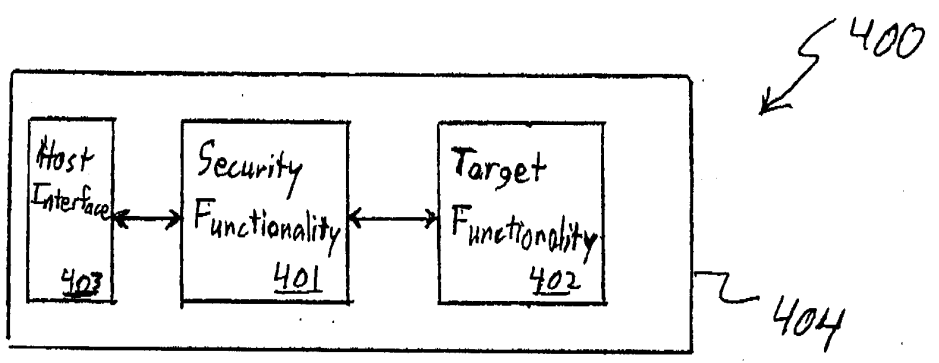 400
Host
Interface
403
Security
Functionality
401
Target
Functionality
402
404